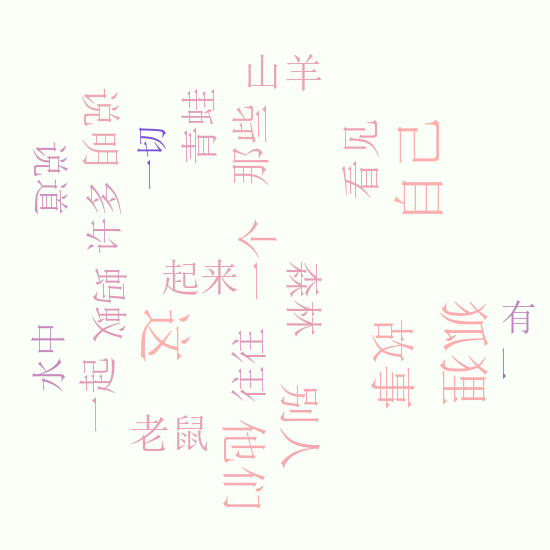 山羊
说明
一切
青蛙
那些
看见
自己
说道
许多
一个
起来
森林
蚂蚁
这
水中
一起
往往
故事
狐狸
有
一
老鼠
别人
他们